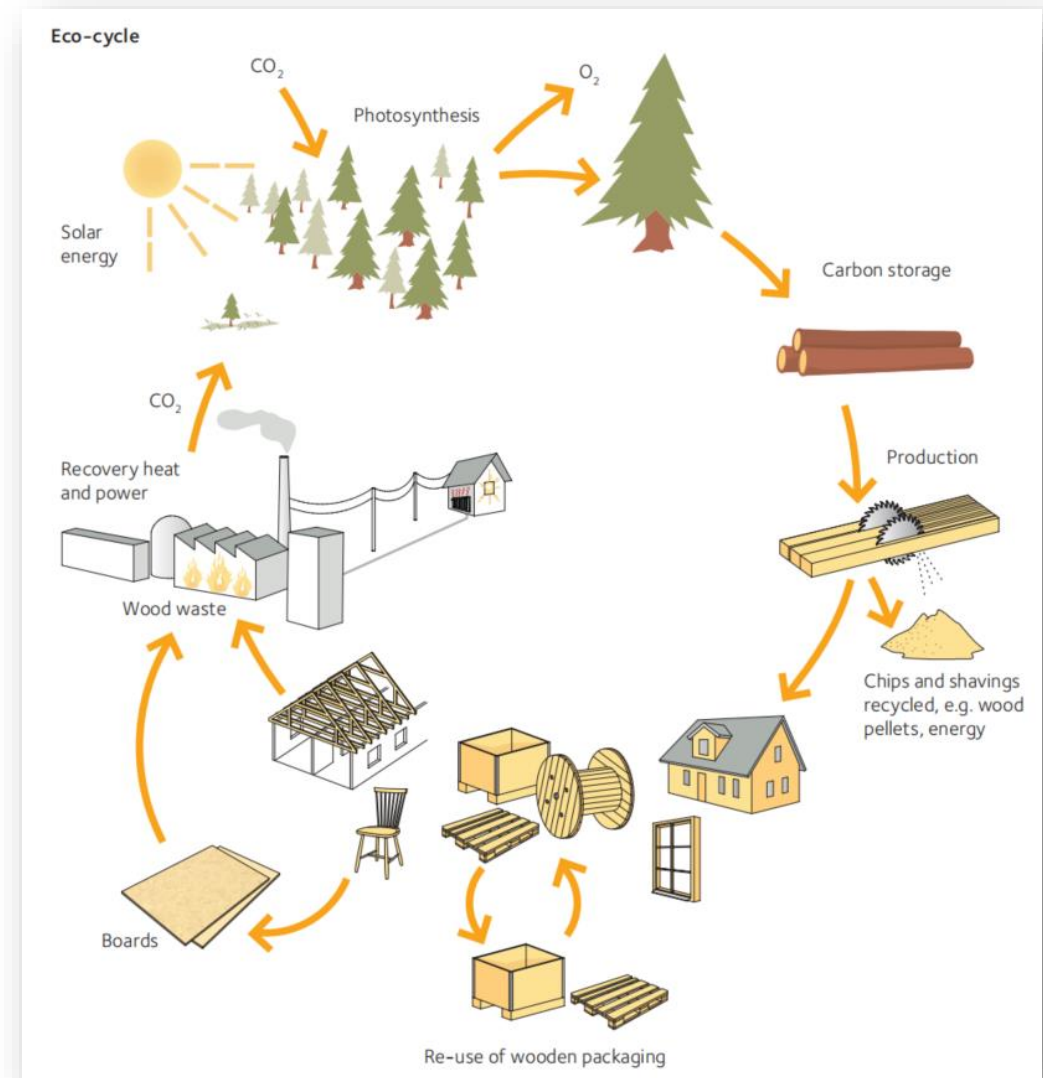 Eco-cycle
CO₂
O₂
Photosynthesis
Solar
energy
Carbon storage
CO₂
Production
Recovery heat
and power
Wood waste
Chips and shavings
recycled, e.g. wood
pellets, energy
Boards
Re-use of wooden packaging